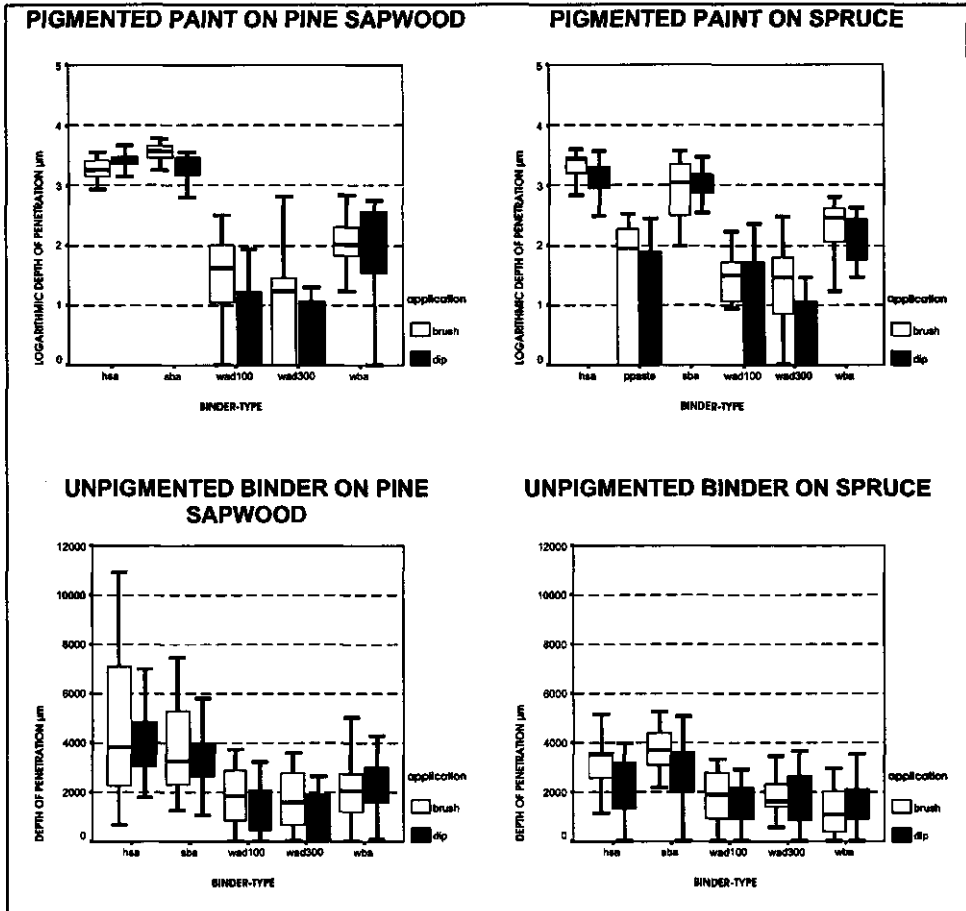 PIGMENTED PAINT ON PINE SAPWOOD
LOGARITHMIC DEPTH OF PENETRATION µm
5
4
3
2
1
0
hsa sba wad100 wad300 wba
BINDER-TYPE
application
brush
dip
PIGMENTED PAINT ON SPRUCE
LOGARITHMIC DEPTH OF PENETRATION µm
5
4
3
2
1
0
hsa ppaste sba wad100 wad300 wba
BINDER-TYPE
application
brush
dip
UNPIGMENTED BINDER ON PINE
SAPWOOD
DEPTH OF PENETRATION µm
12000
10000
8000
6000
4000
2000
0
hsa sba wad100 wad300 wba
BINDER-TYPE
application
brush
dip
UNPIGMENTED BINDER ON SPRUCE
DEPTH OF PENETRATION µm
12000
10000
8000
6000
4000
2000
0
hsa sba wad100 wad300 wba
BINDER-TYPE
application
brush
dip